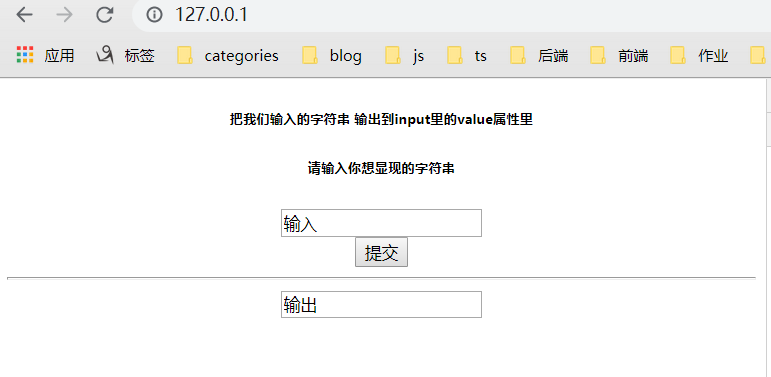 127.0.0.1
应用 标签 categories blog js ts 后端 前端 作业
把我们输入的字符串 输出到input里的value属性里
请输入你想显现的字符串
输入
提交
输出